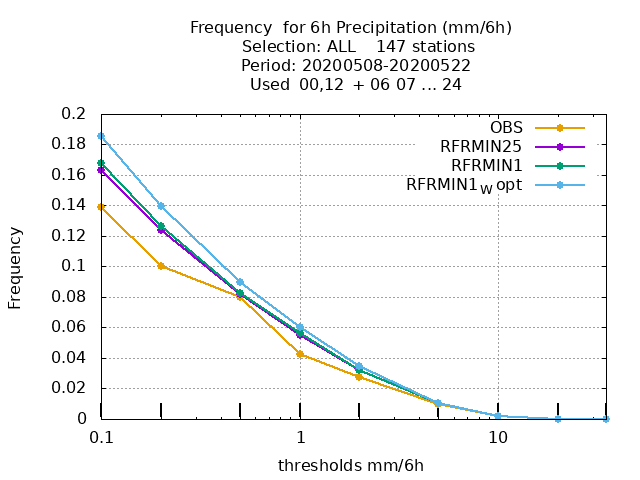 Frequency  for 6h Precipitation (mm/6h)
Selection: ALL    147 stations
Period: 20200508-20200522
Used  00,12  + 06 07 ... 24
OBS
RFRMIN25
RFRMIN1
RFRMIN1W opt
0.2
0.18
0.16
0.14
0.12
0.1
0.08
0.06
0.04
0.02
0
Frequency
0.1
1
10
thresholds mm/6h